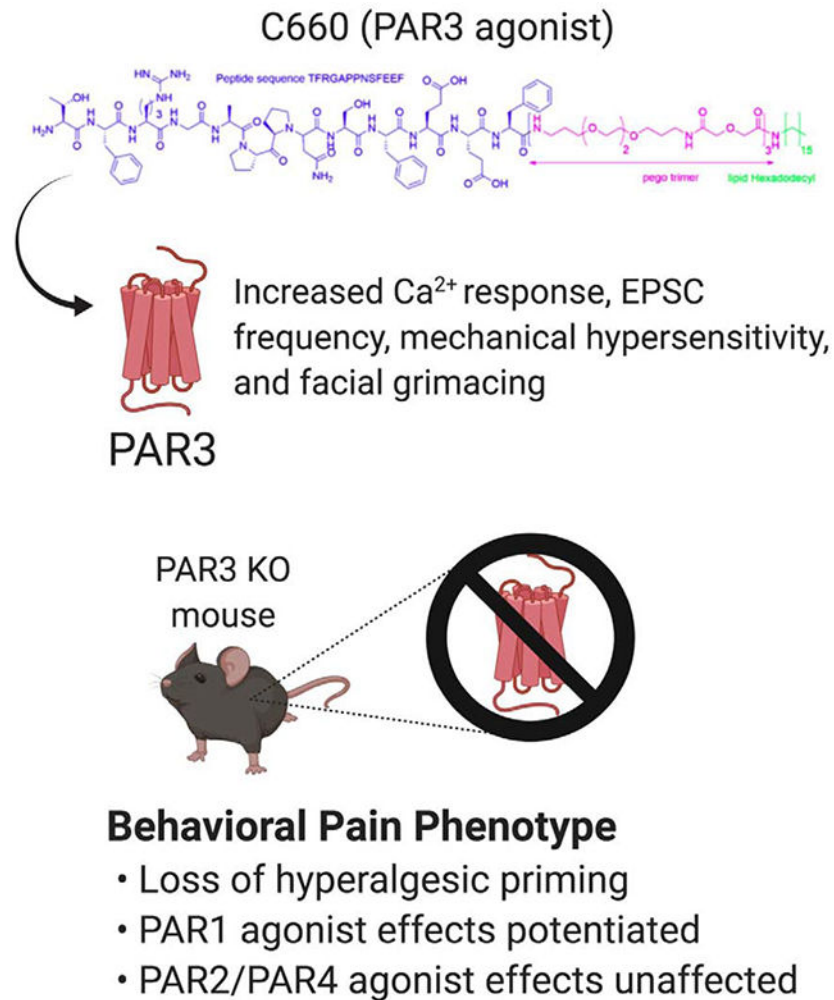 C660 (PAR3 agonist)
Peptide sequence TFRGAPPNSFEEF
pego trimer
lipid Hexadodecyl
Increased Ca²⁺ response, EPSC
frequency, mechanical hypersensitivity,
and facial grimacing
PAR3
PAR3 KO
mouse
Behavioral Pain Phenotype
• Loss of hyperalgesic priming
• PAR1 agonist effects potentiated
• PAR2/PAR4 agonist effects unaffected